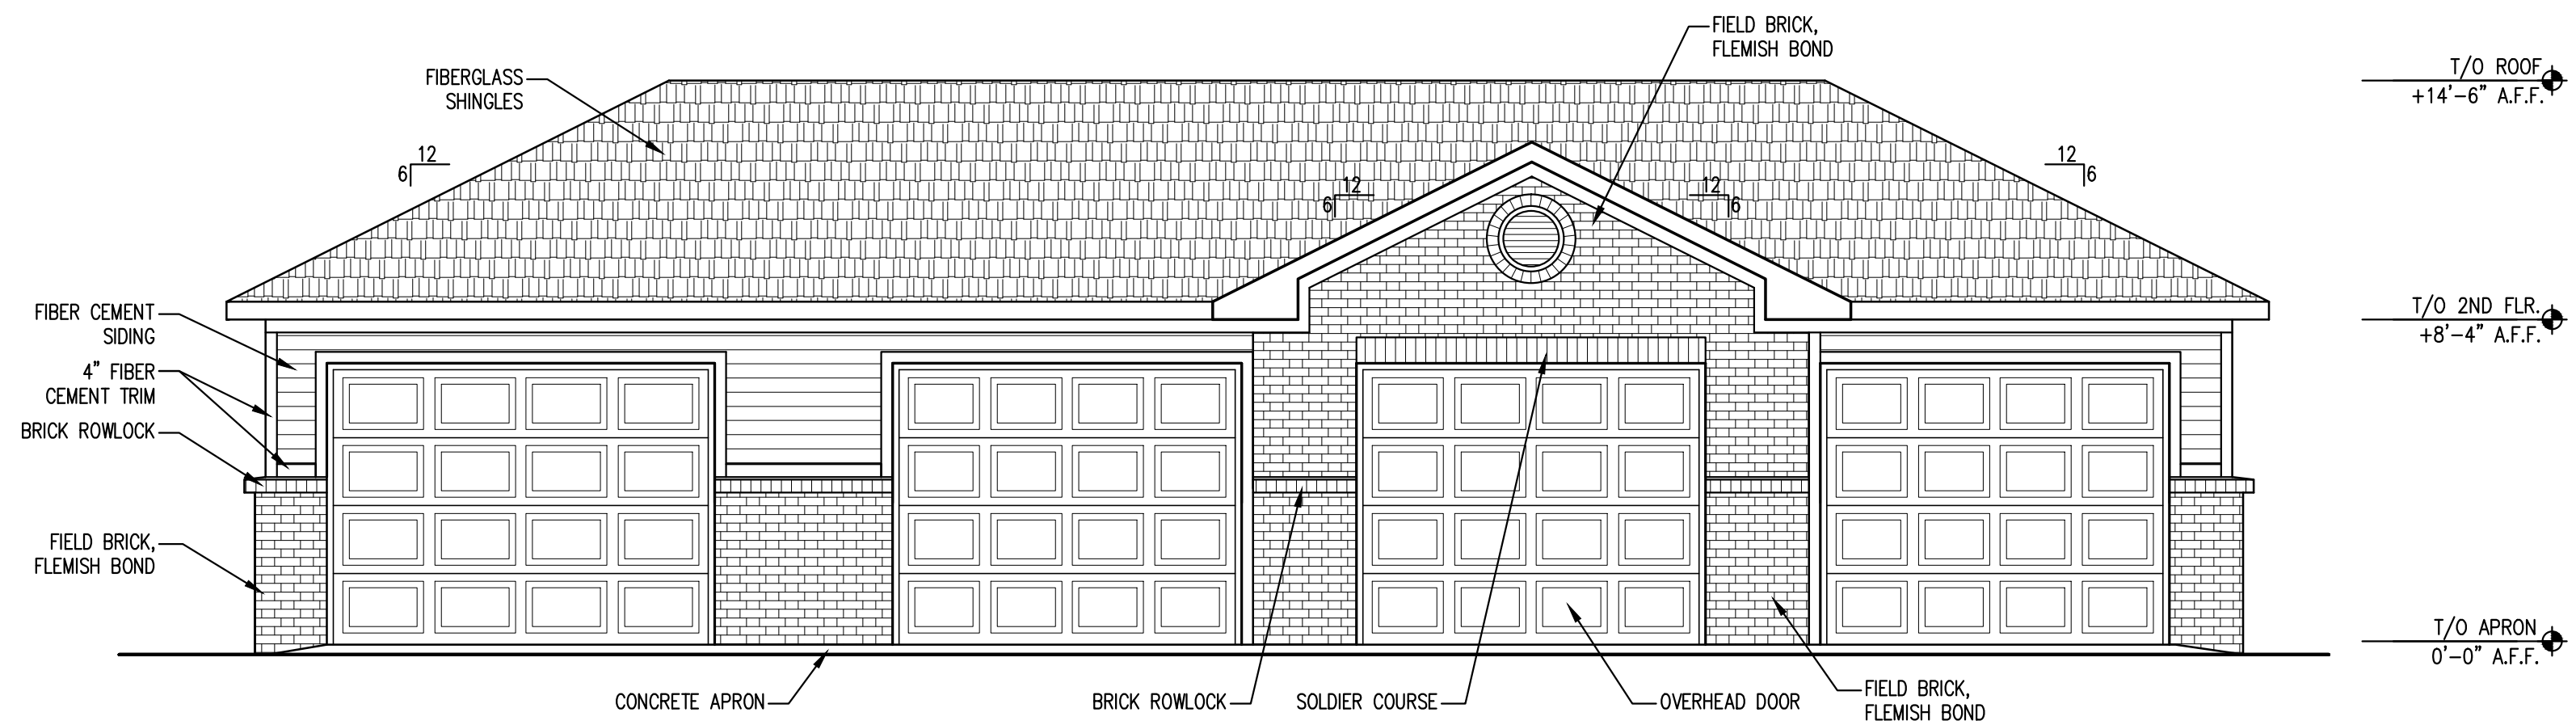 FIELD BRICK,
FLEMISH BOND
FIBERGLASS
SHINGLES
T/O ROOF
+14'-6" A.F.F.
12
6
12
6
12
6
12
6
FIBER CEMENT
SIDING
T/O 2ND FLR.
+8'-4" A.F.F.
4" FIBER
CEMENT TRIM
BRICK ROWLOCK
FIELD BRICK,
FLEMISH BOND
T/O APRON
0'-0" A.F.F.
CONCRETE APRON
BRICK ROWLOCK
SOLDIER COURSE
OVERHEAD DOOR
FIELD BRICK,
FLEMISH BOND